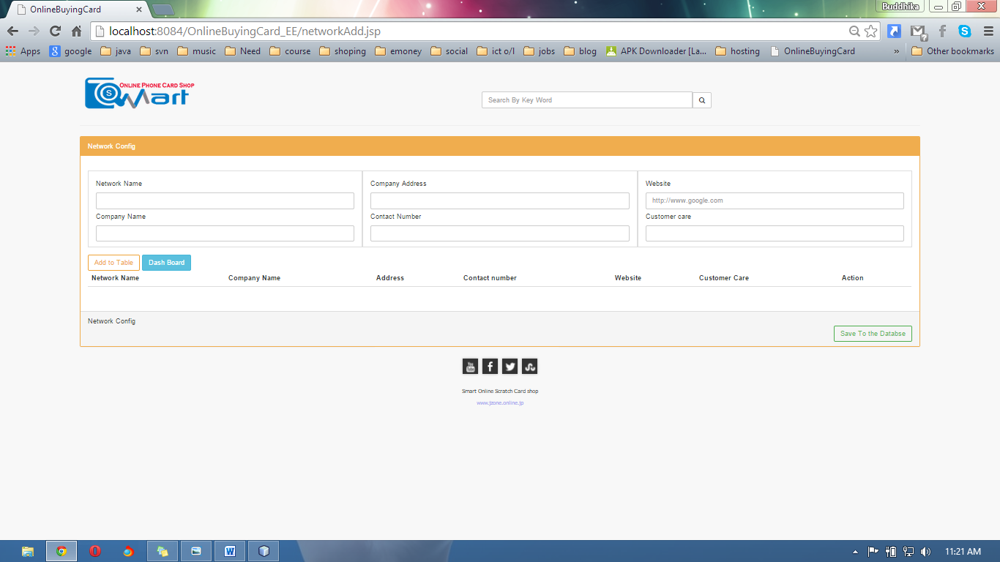 OnlineBuyingCard
Buddhika
localhost:8084/OnlineBuyingCard_EE/networkAdd.jsp
Apps google java svn music Need course shoping emoney social ict o/l jobs blog APK Downloader [La... hosting OnlineBuyingCard » Other bookmarks
ONLINE PHONE CARD SHOP
S
Mart
Search By Key Word
Network Config
Network Name Company Address Website
http://www.google.com
Company Name Contact Number Customer care
Add to Table Dash Board
Network Name Company Name Address Contact number Website Customer Care Action
Network Config
Save To the Databse
Smart Online Scratch Card shop
www.jzone.online.jp
11:21 AM